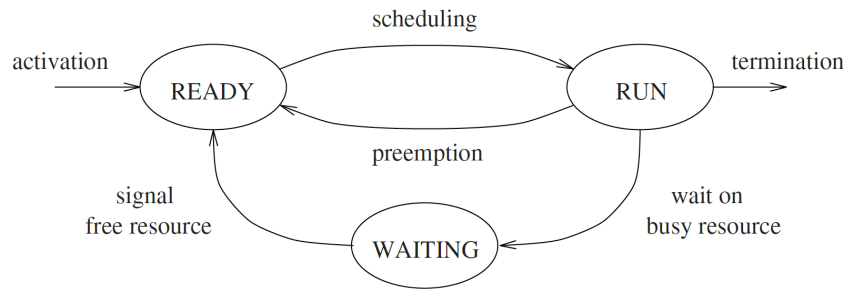 scheduling
activation
termination
READY
RUN
preemption
signal
free resource
wait on
busy resource
WAITING